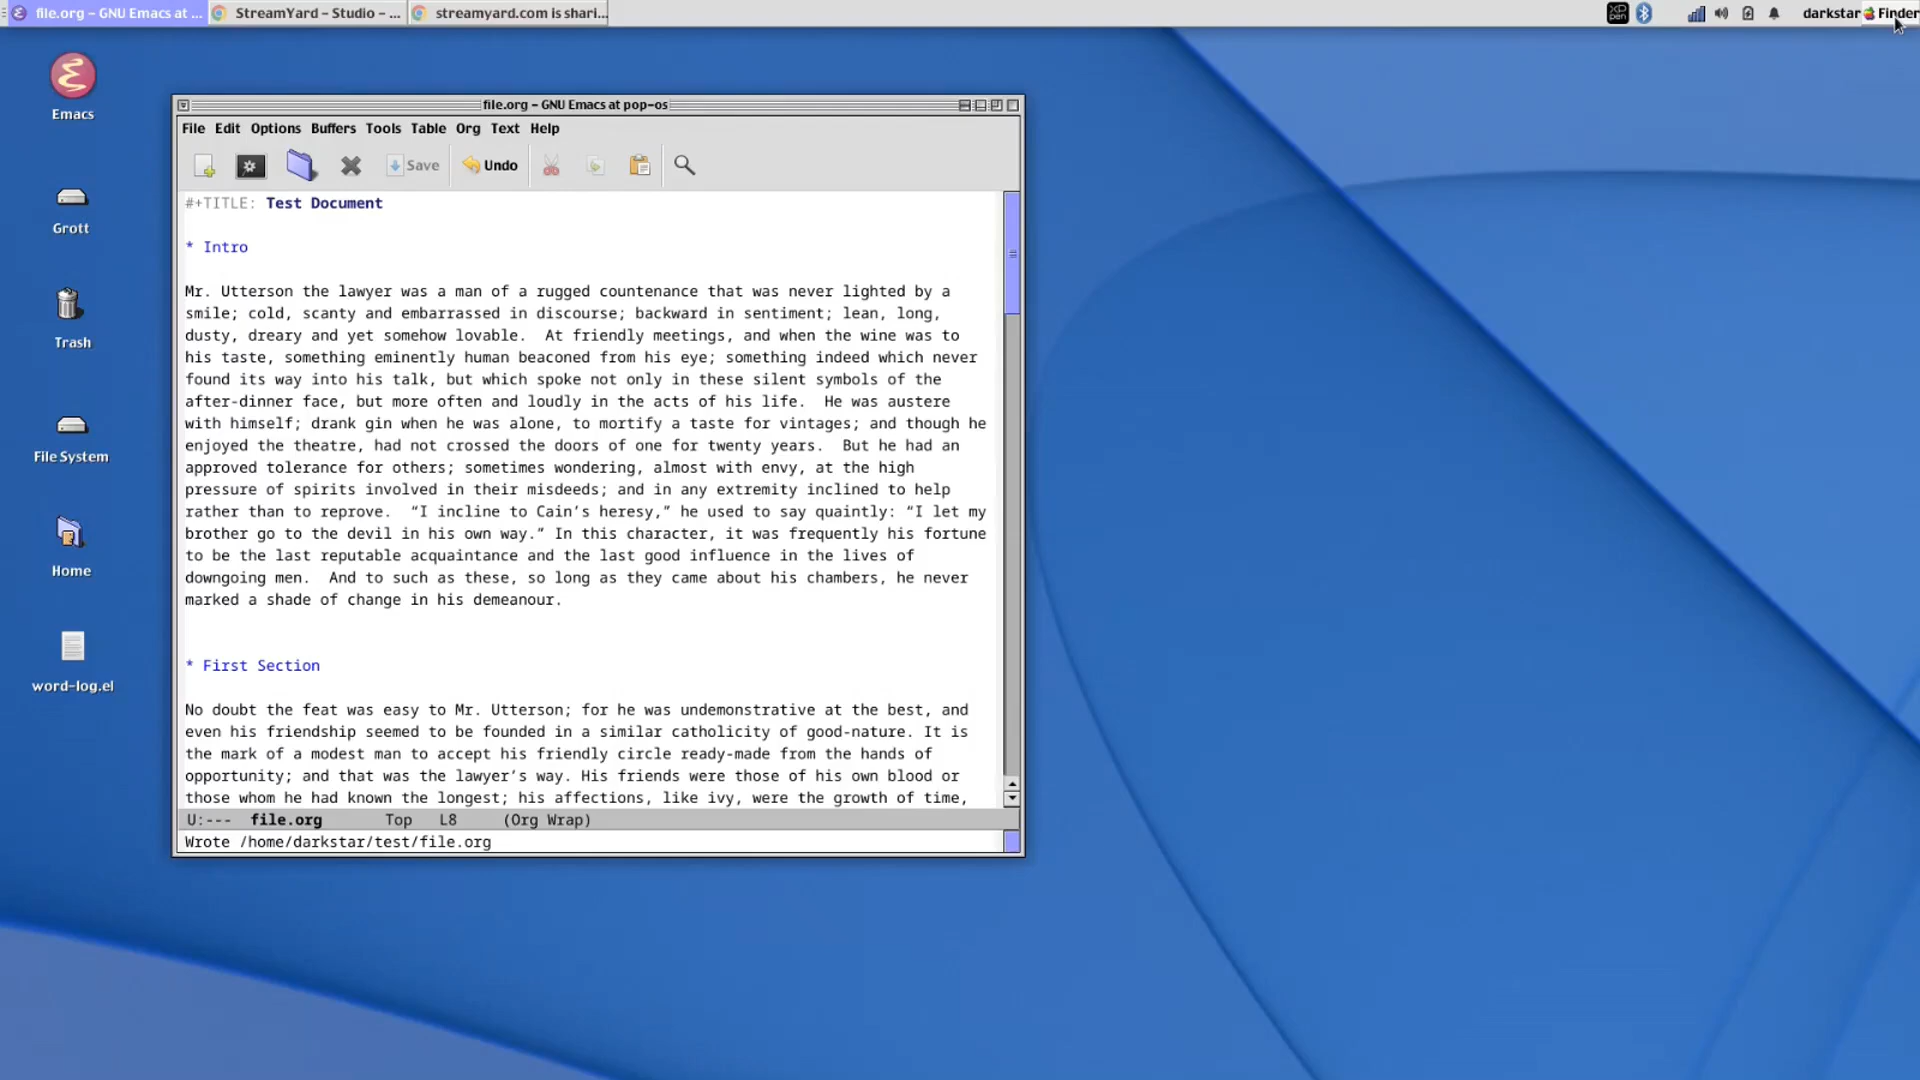 file.org – GNU Emacs at ...
StreamYard – Studio – ...
streamyard.com is shari...
XP
PEN
darkstar
Finder
Emacs
Grott
Trash
File System
Home
word-log.el
file.org – GNU Emacs at pop-os
File Edit Options Buffers Tools Table Org Text Help
Save
Undo
#+TITLE: Test Document
* Intro
Mr. Utterson the lawyer was a man of a rugged countenance that was never lighted by a
smile; cold, scanty and embarrassed in discourse; backward in sentiment; lean, long,
dusty, dreary and yet somehow lovable.  At friendly meetings, and when the wine was to
his taste, something eminently human beaconed from his eye; something indeed which never
found its way into his talk, but which spoke not only in these silent symbols of the
after-dinner face, but more often and loudly in the acts of his life.  He was austere
with himself; drank gin when he was alone, to mortify a taste for vintages; and though he
enjoyed the theatre, had not crossed the doors of one for twenty years.  But he had an
approved tolerance for others; sometimes wondering, almost with envy, at the high
pressure of spirits involved in their misdeeds; and in any extremity inclined to help
rather than to reprove.  “I incline to Cain’s heresy,” he used to say quaintly: “I let my
brother go to the devil in his own way.” In this character, it was frequently his fortune
to be the last reputable acquaintance and the last good influence in the lives of
downgoing men.  And to such as these, so long as they came about his chambers, he never
marked a shade of change in his demeanour.
* First Section
No doubt the feat was easy to Mr. Utterson; for he was undemonstrative at the best, and
even his friendship seemed to be founded in a similar catholicity of good-nature. It is
the mark of a modest man to accept his friendly circle ready-made from the hands of
opportunity; and that was the lawyer’s way. His friends were those of his own blood or
those whom he had known the longest; his affections, like ivy, were the growth of time,
U:--- file.org Top L8 (Org Wrap)
Wrote /home/darkstar/test/file.org